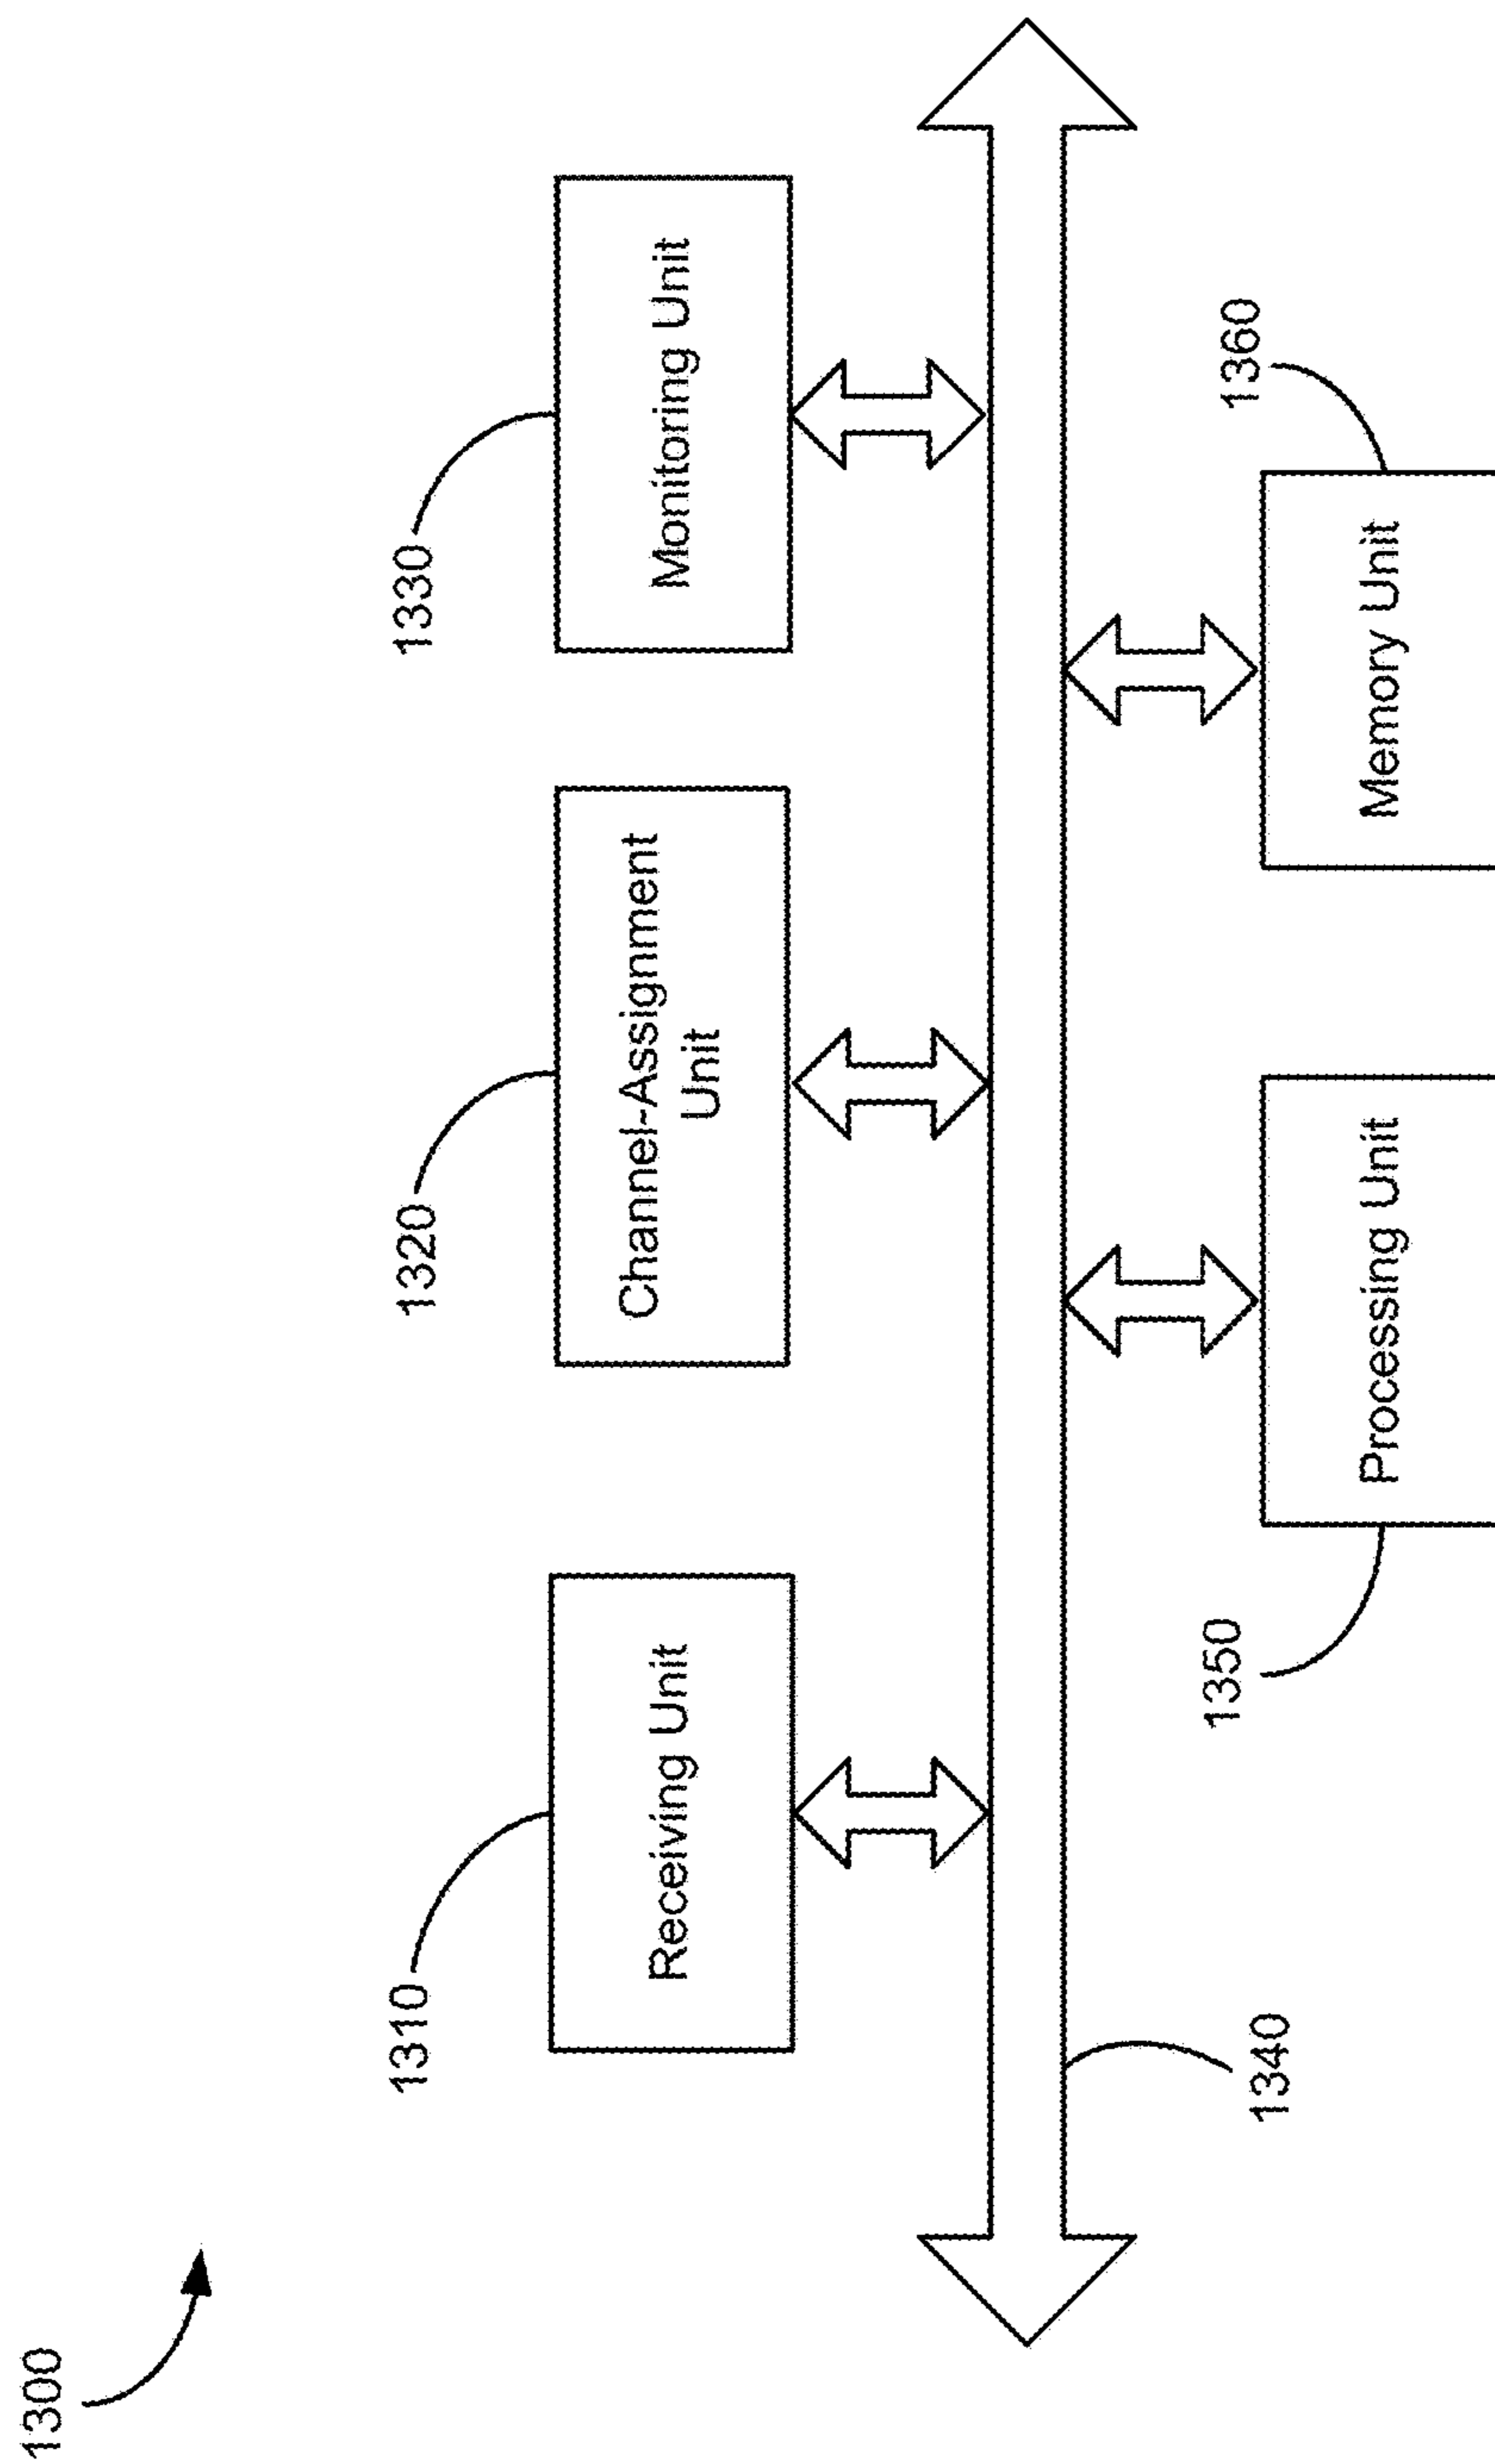 1300
1310
1320
1330
Receiving Unit
Channel-Assignment
Unit
Monitoring Unit
1340
1350
1360
Processing Unit
Memory Unit